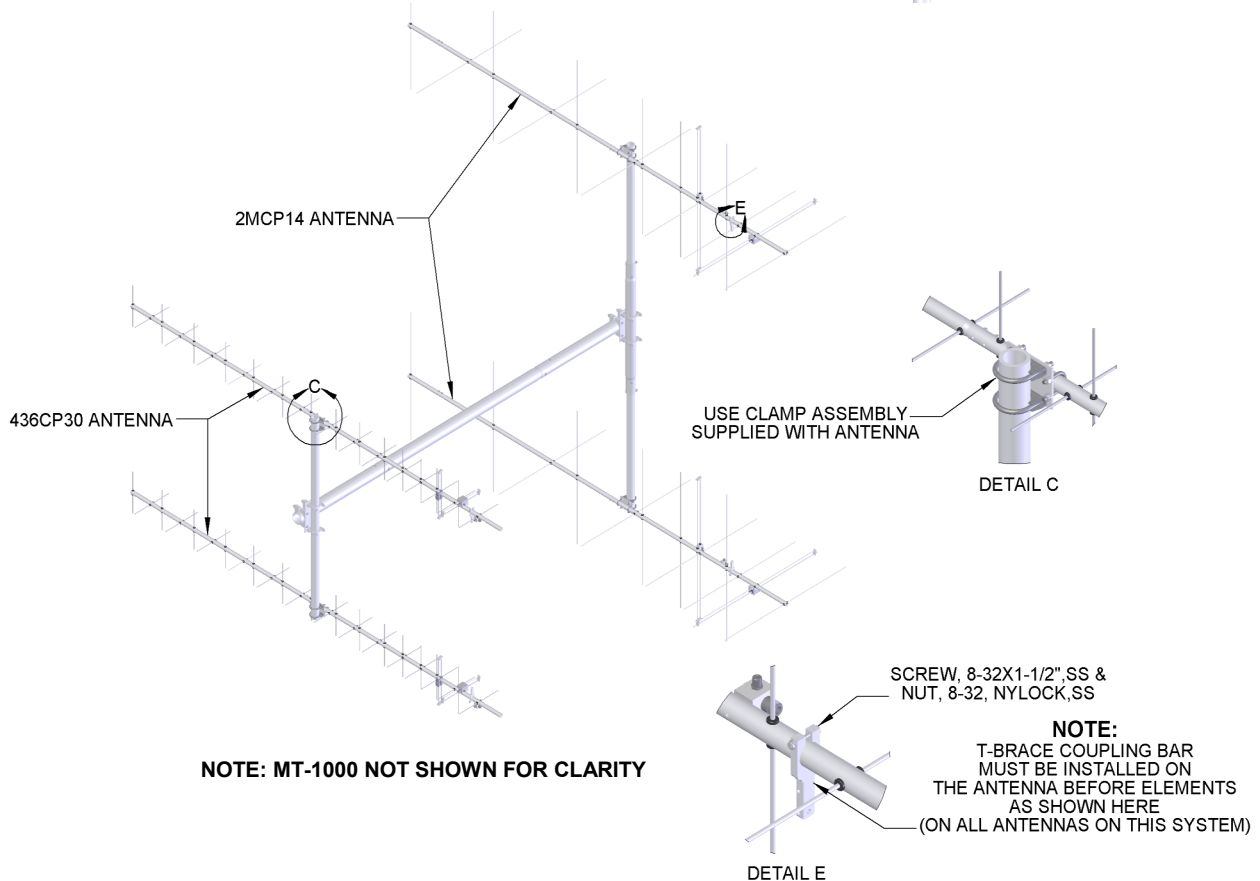 2MCP14 ANTENNA
E
C
436CP30 ANTENNA
USE CLAMP ASSEMBLY
SUPPLIED WITH ANTENNA
DETAIL C
SCREW, 8-32X1-1/2",SS &
NUT, 8-32, NYLOCK,SS
NOTE:
T-BRACE COUPLING BAR
MUST BE INSTALLED ON
THE ANTENNA BEFORE ELEMENTS
AS SHOWN HERE
(ON ALL ANTENNAS ON THIS SYSTEM)
NOTE: MT-1000 NOT SHOWN FOR CLARITY
DETAIL E